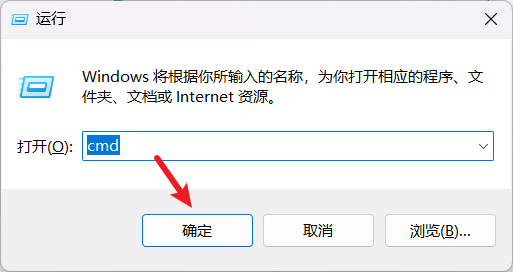 运行
Windows 将根据你所输入的名称，为你打开相应的程序、文
件夹、文档或 Internet 资源。
打开(O): cmd
确定 取消 浏览(B)...